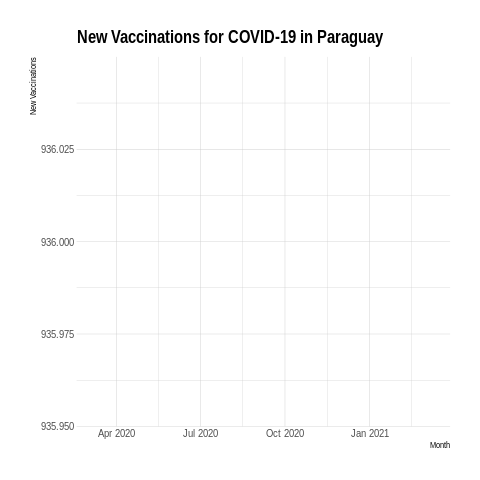 New Vaccinations for COVID-19 in Paraguay
New Vaccinations
936.025
936.000
935.975
935.950
Apr 2020
Jul 2020
Oct 2020
Jan 2021
Month